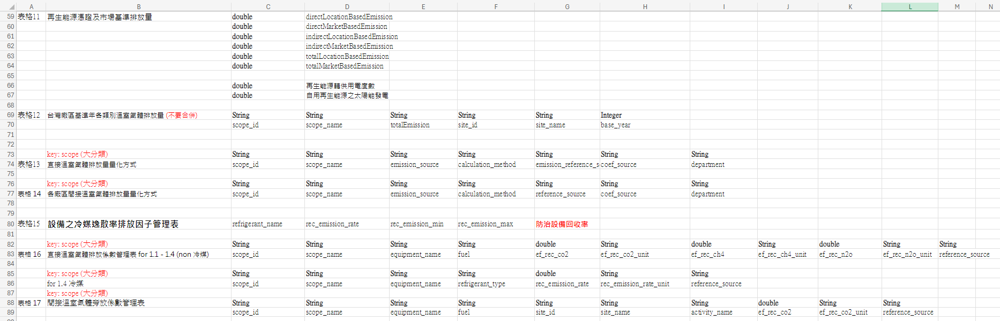 A B C D E F G H I J K L M N
59 表格11 再生能源憑證及市場基準排放量 double directLocationBasedEmission
60 double directMarketBasedEmission
61 double indirectLocationBasedEmission
62 double indirectMarketBasedEmission
63 double totalLocationBasedEmission
64 double totalMarketBasedEmission
65
66 double 再生能源轉供用電度數
67 double 自用再生能源之太陽能發電
68
69 表格12 台灣廠區基準年各類別溫室氣體排放量 (不要合併) String String String String String Integer
70 scope_id scope_name totalEmission site_id site_name base_year
71
72
73 key: scope (大分類) String String String String String String String
74 表格13 直接溫室氣體排放量量化方式 scope_id scope_name emission_source calculation_method emission_reference_s coef_source department
75
76 key: scope (大分類) String String String String String String String
77 表格 14 各廠區間接溫室氣體排放量量化方式 scope_id scope_name emission_source calculation_method reference_source coef_source department
78
79
80 表格15 設備之冷媒逸散率排放因子管理表 refrigerant_name rec_emission_rate rec_emission_min rec_emission_max 防治設備回收率
81
82 key: scope (大分類) String String String String double String double String double String String
83 表格 16 直接溫室氣體排放係數管理表 for 1.1 - 1.4 (non 冷媒) scope_id scope_name equipment_name fuel ef_rec_co2 ef_rec_co2_unit ef_rec_ch4 ef_rec_ch4_unit ef_rec_n2o ef_rec_n2o_unit reference_source
84
85 key: scope (大分類) String String String String double String String
86 for 1.4 冷媒 scope_id scope_name equipment_name refrigerant_type rec_emission_rate rec_emission_rate_unit reference_source
87 key: scope (大分類)
88 表格 17 間接溫室氣體旁放係數管理表 String String String String String String String double String String
89 scope_id scope_name equipment_name fuel site_id site_name activity_name ef_rec_co2 ef_rec_co2_unit reference_source